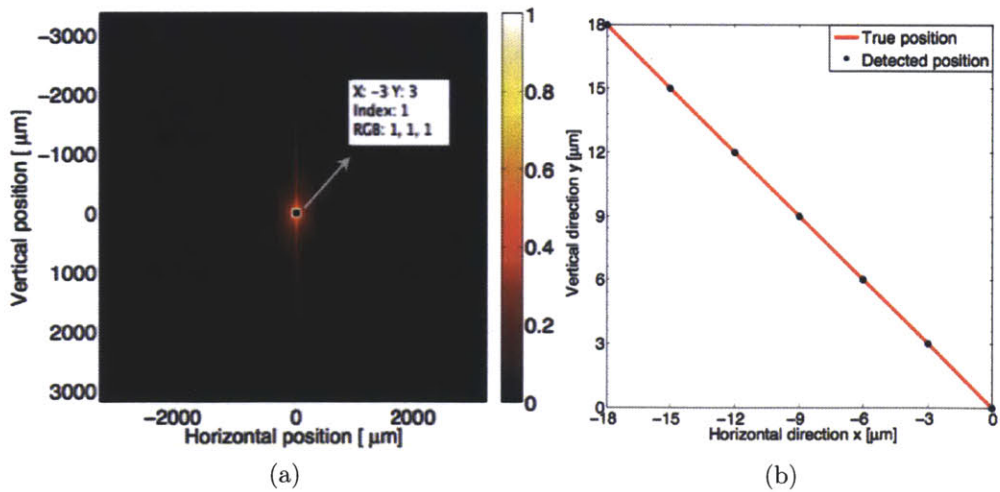 -3000
-2000
-1000
0
1000
2000
3000
Vertical position [ μm]
-2000
0
2000
Horizontal position [ μm]
X: -3 Y: 3
Index: 1
RGB: 1, 1, 1
1
0.8
0.6
0.4
0.2
0
(a)
18
15
12
9
6
3
0
Vertical direction y [μm]
True position
Detected position
-18
-15
-12
-9
-6
-3
0
Horizontal direction x [μm]
(b)